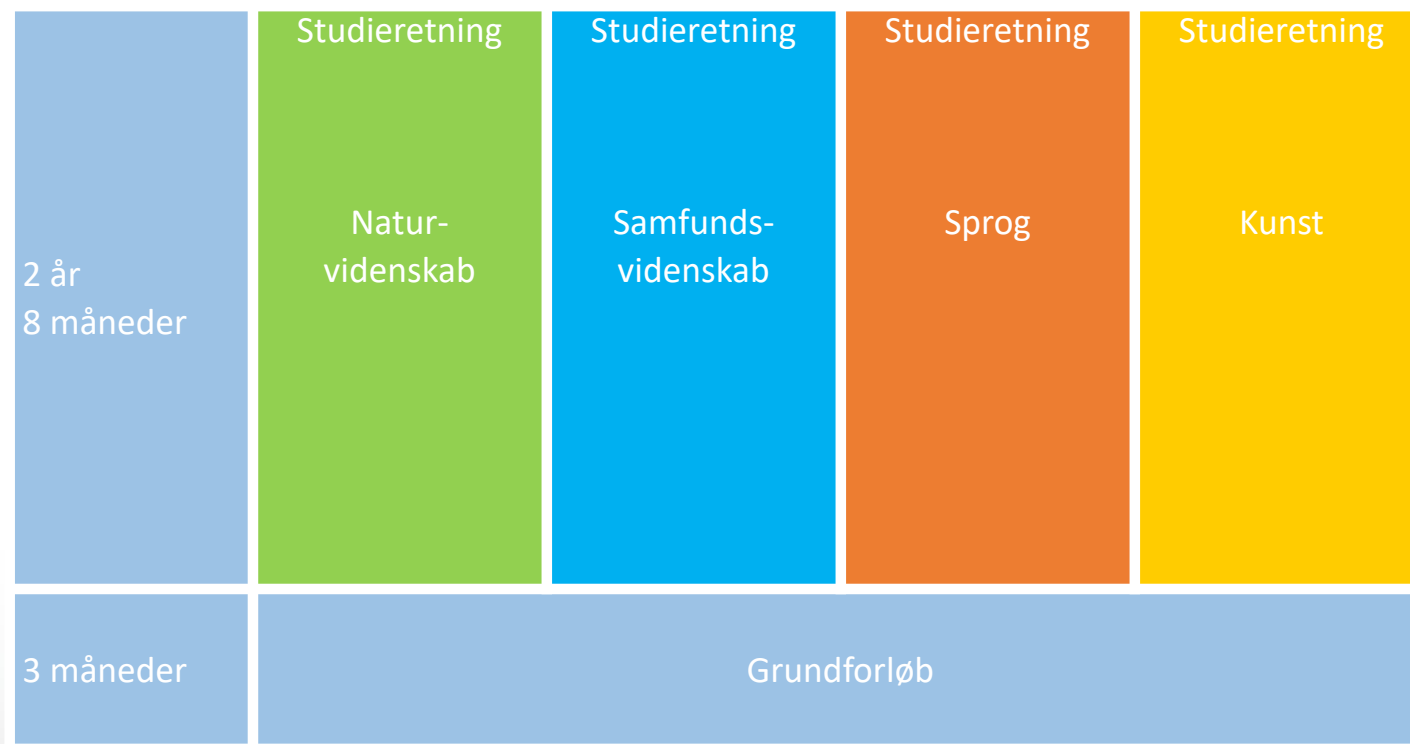 Studieretning
Studieretning
Studieretning
Studieretning
2 år
8 måneder
Natur-
videnskab
Samfunds-
videnskab
Sprog
Kunst
3 måneder
Grundforløb